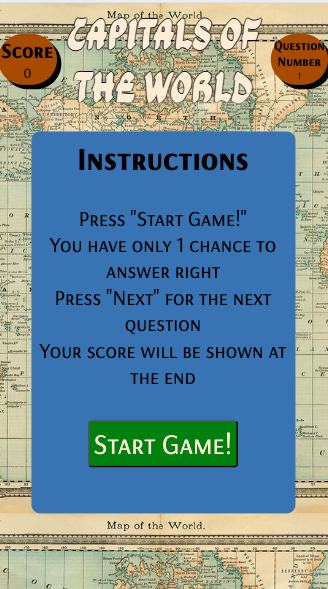 Map of the World.
CAPITALS OF
THE WORLD
Score
0
Question
Number
1
NORTH
Instructions
Press "Start Game!"
You have only 1 chance to
answer right
Press "Next" for the next
question
Your score will be shown at
the end
Start Game!
Map of the World.